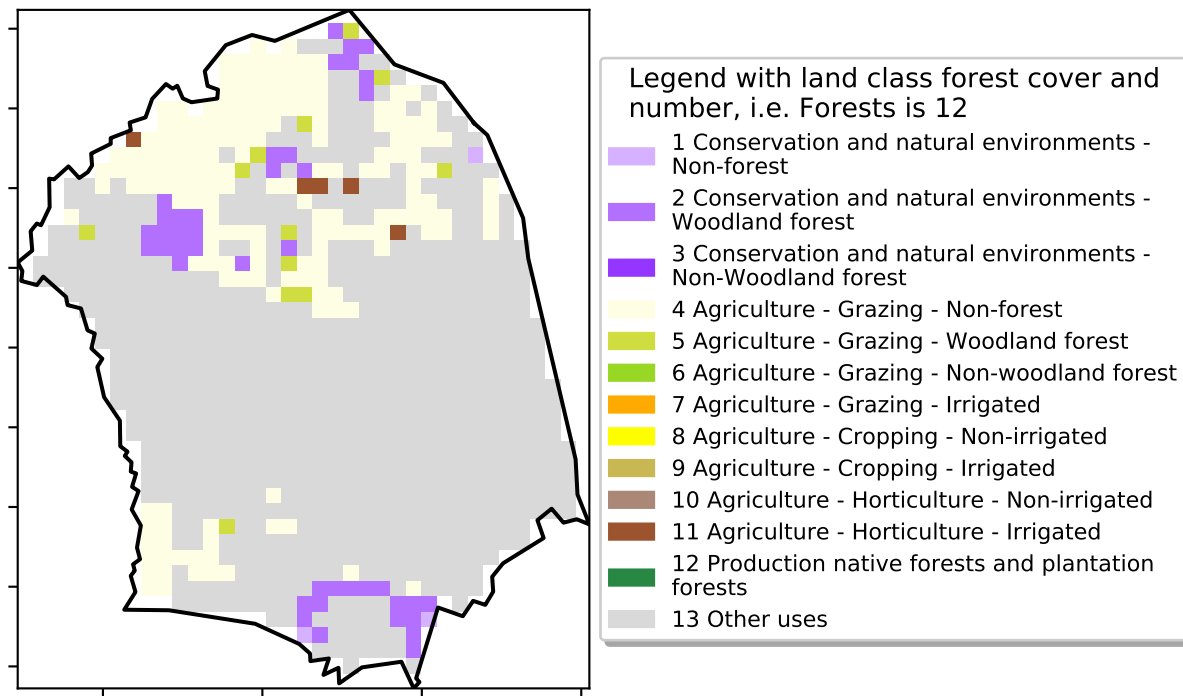 Legend with land class forest cover and
number, i.e. Forests is 12
1 Conservation and natural environments -
Non-forest
2 Conservation and natural environments -
Woodland forest
3 Conservation and natural environments -
Non-Woodland forest
4 Agriculture - Grazing - Non-forest
5 Agriculture - Grazing - Woodland forest
6 Agriculture - Grazing - Non-woodland forest
7 Agriculture - Grazing - Irrigated
8 Agriculture - Cropping - Non-irrigated
9 Agriculture - Cropping - Irrigated
10 Agriculture - Horticulture - Non-irrigated
11 Agriculture - Horticulture - Irrigated
12 Production native forests and plantation
forests
13 Other uses